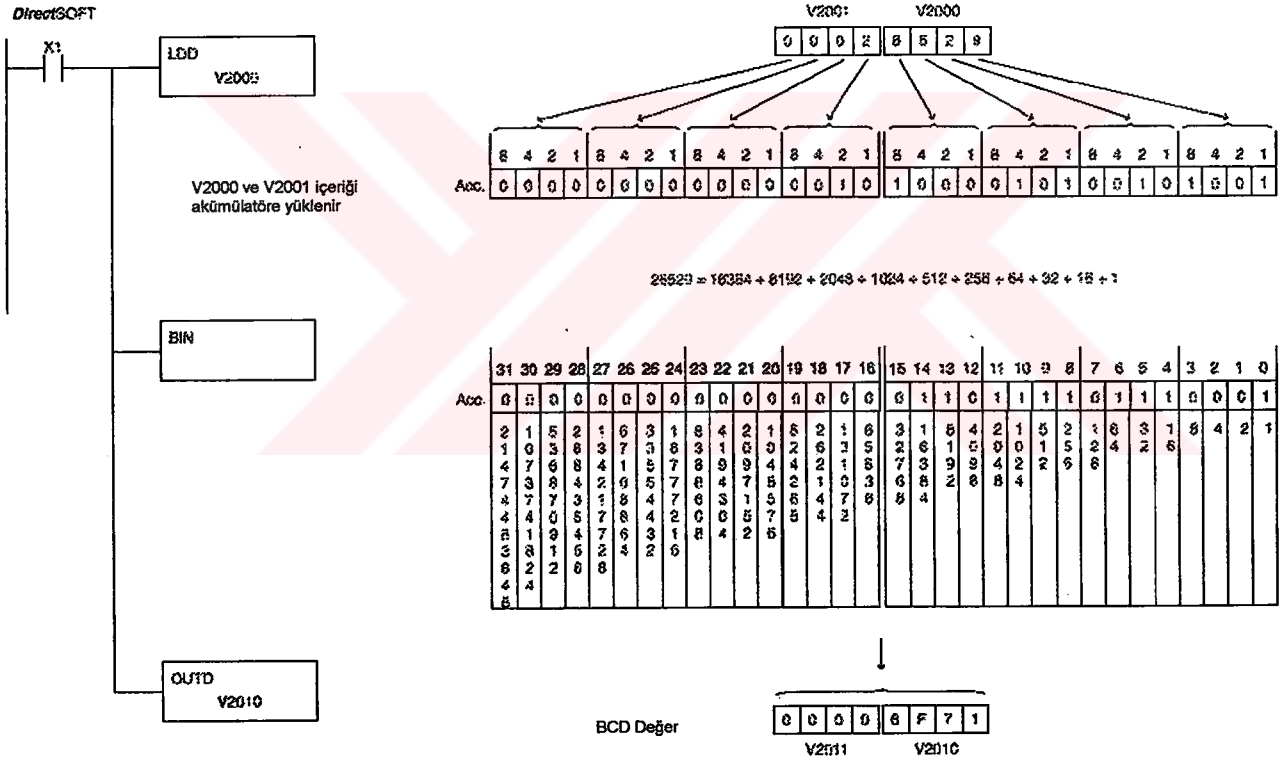 DirectSOFT
X1
LDD
V2000
V2000 ve V2001 içeriği
akümülatöre yüklenir
BIN
OUTD
V2010
V2001 V2000
0 0 0 2 8 5 2 9
8 4 2 1 8 4 2 1 8 4 2 1 8 4 2 1 8 4 2 1 8 4 2 1 8 4 2 1 8 4 2 1
Acc. 0 0 0 0 0 0 0 0 0 0 0 0 0 0 1 0 1 0 0 0 0 1 0 1 0 0 1 0 1 0 0 1
28529 = 16384 + 8192 + 2048 + 1024 + 512 + 256 + 64 + 32 + 16 + 1
31 30 29 28 27 26 25 24 23 22 21 20 19 18 17 16 15 14 13 12 11 10 9 8 7 6 5 4 3 2 1 0
Acc. 0 0 0 0 0 0 0 0 0 0 0 0 0 0 0 0 0 1 1 0 1 1 1 1 0 1 1 1 0 0 0 1
BCD Değer
0 0 0 0 6 F 7 1
V2011 V2010